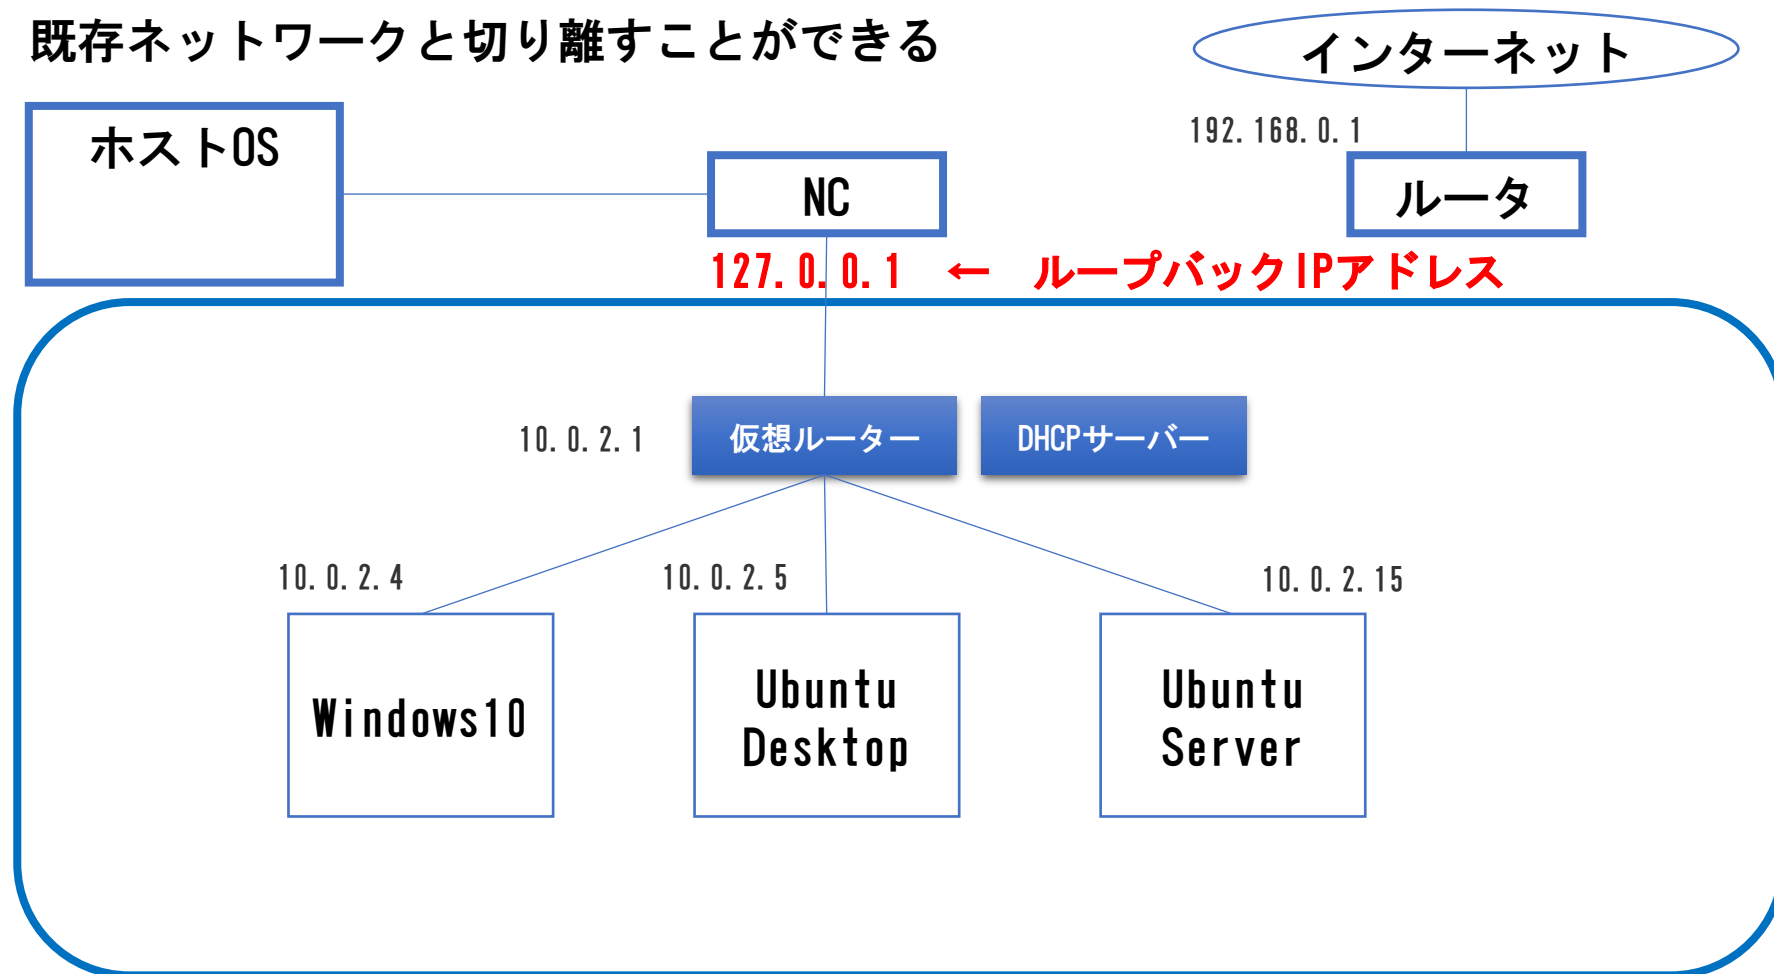 既存ネットワークと切り離すことができる
インターネット
ホストOS
192.168.0.1
NC
ルータ
127.0.0.1 ← ループバックIPアドレス
10.0.2.1
仮想ルーター
DHCPサーバー
10.0.2.4
10.0.2.5
10.0.2.15
Windows10
Ubuntu
Desktop
Ubuntu
Server